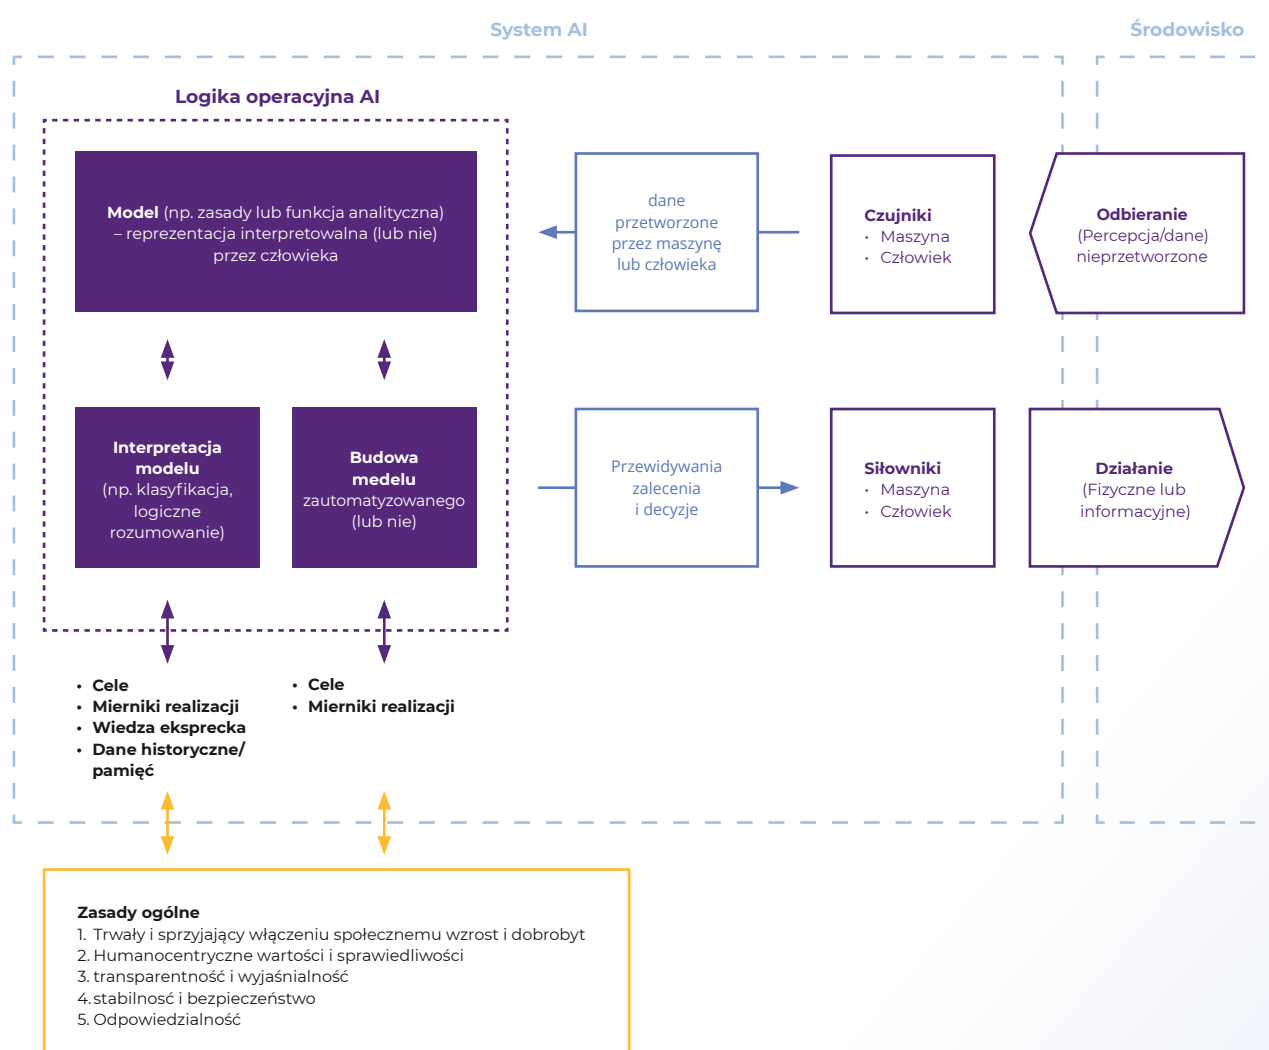 System AI
Środowisko
Logika operacyjna AI
Model (np. zasady lub funkcja analityczna)
– reprezentacja interpretowalna (lub nie)
przez człowieka
dane
przetworzone
przez maszynę
lub człowieka
Czujniki
• Maszyna
• Człowiek
Odbieranie
(Percepcja/dane)
nieprzetworzone
Interpretacja
modelu
(np. klasyfikacja,
logiczne
rozumowanie)
Budowa
medelu
zautomatyzowanego
(lub nie)
Przewidywania
zalecenia
i decyzje
Siłowniki
• Maszyna
• Człowiek
Działanie
(Fizyczne lub
informacyjne)
• Cele
• Mierniki realizacji
• Wiedza eksprecka
• Dane historyczne/
pamięć
• Cele
• Mierniki realizacji
Zasady ogólne
1. Trwały i sprzyjający włączeniu społecznemu wzrost i dobrobyt
2. Humanocentryczne wartości i sprawiedliwości
3. transparentność i wyjaśnialność
4. stabilnosć i bezpieczeństwo
5. Odpowiedzialność